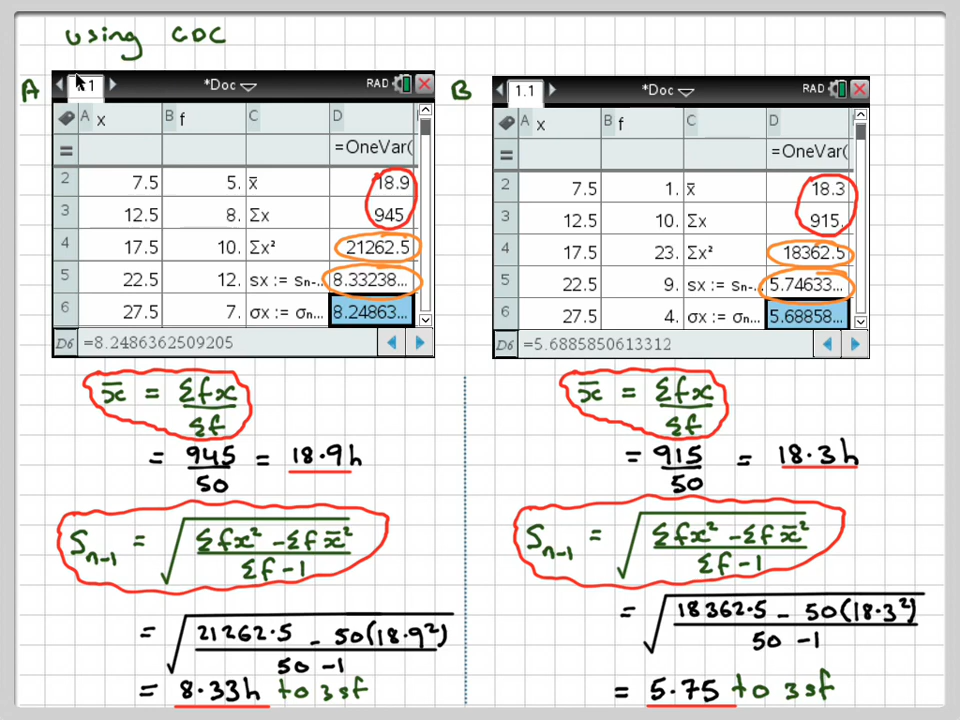 using GDC
A
1.1 *Doc RAD
A x B f C D
= =OneVar(
2 7.5 5. x̄ 18.9
3 12.5 8. Σx 945.
4 17.5 10. Σx² 21262.5
5 22.5 12. sx := sn-... 8.33238...
6 27.5 7. σx := σn... 8.24863...
D6 =8.2486362509205
x̄ = Σfx/Σf
= 945/50 = 18.9h
Sn-1 = √((Σfx² - Σf x̄²)/(Σf - 1))
= √((21262.5 - 50(18.9²))/(50 - 1))
= 8.33h to 3sf
B
1.1 *Doc RAD
A x B f C D
= =OneVar(
2 7.5 1. x̄ 18.3
3 12.5 10. Σx 915.
4 17.5 23. Σx² 18362.5
5 22.5 9. sx := sn-... 5.74633...
6 27.5 4. σx := σn... 5.68858...
D6 =5.6885850613312
x̄ = Σfx/Σf
= 915/50 = 18.3h
Sn-1 = √((Σfx² - Σf x̄²)/(Σf - 1))
= √((18362.5 - 50(18.3²))/(50 - 1))
= 5.75 to 3sf